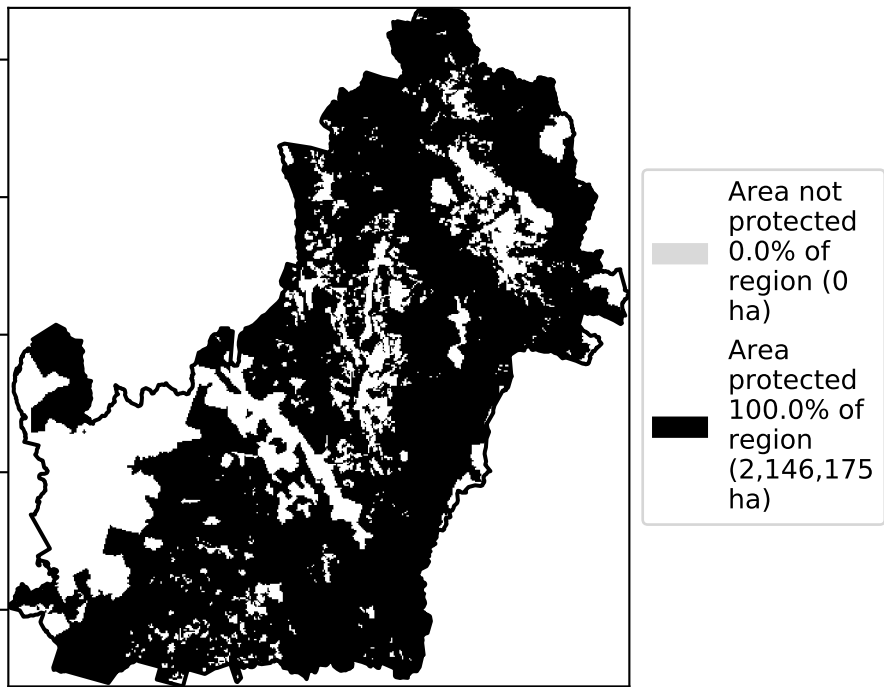 Area not
protected
0.0% of
region (0
ha)
Area
protected
100.0% of
region
(2,146,175
ha)